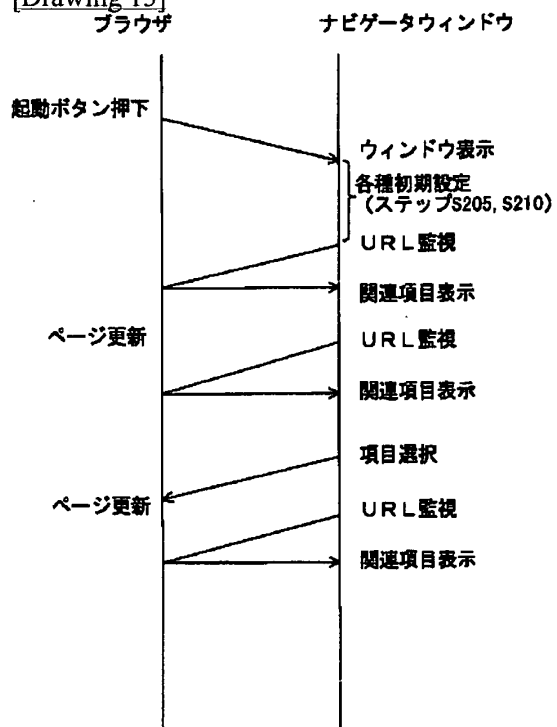 [Drawing 15]
ブラウザ ナビゲータウィンドウ
起動ボタン押下
ウィンドウ表示
各種初期設定
(ステップS205, S210)
URL監視
関連項目表示
ページ更新
URL監視
関連項目表示
項目選択
ページ更新
URL監視
関連項目表示